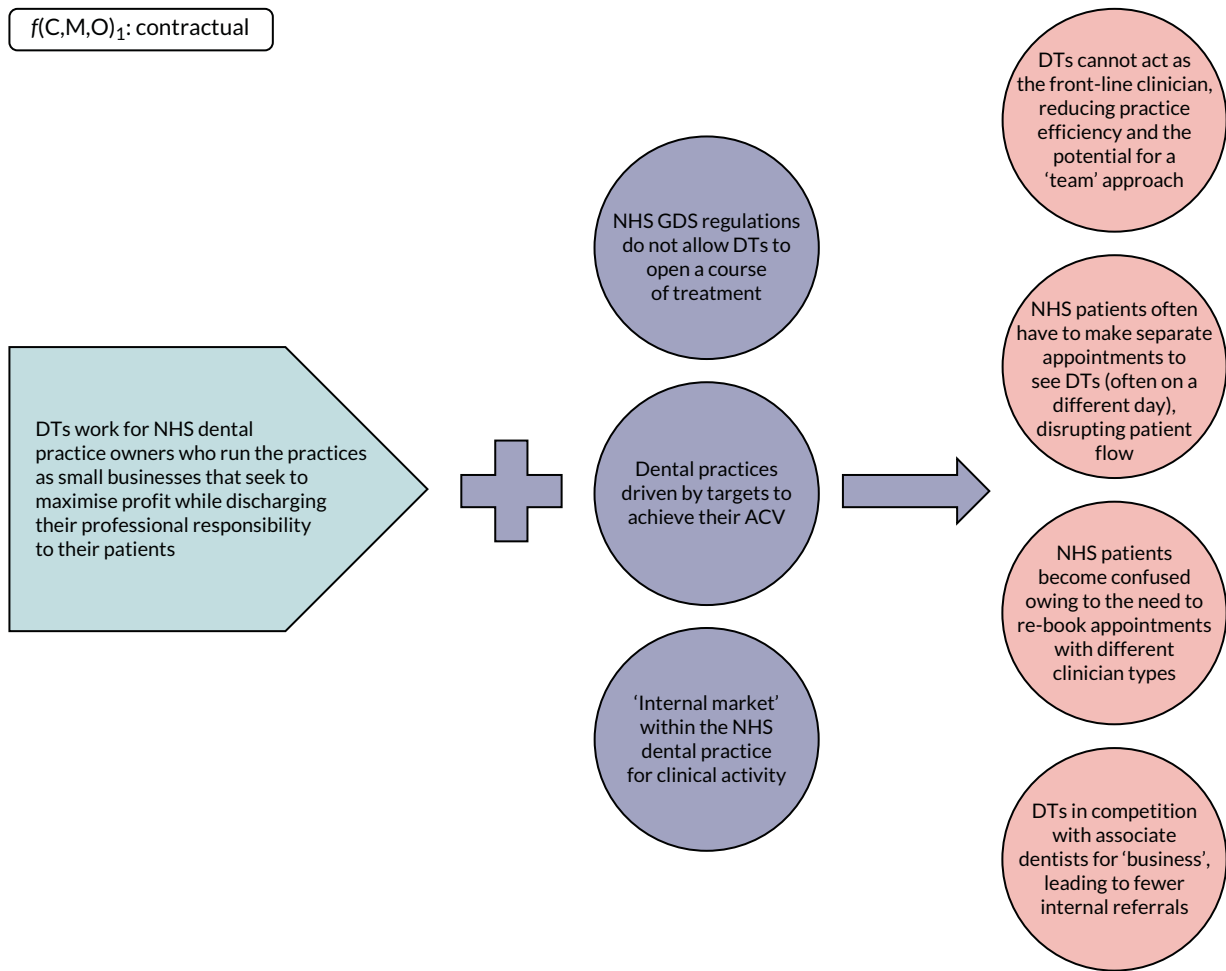 f(C,M,O)1: contractual
DTs work for NHS dental
practice owners who run the practices
as small businesses that seek to
maximise profit while discharging
their professional responsibility
to their patients
NHS GDS regulations
do not allow DTs to
open a course
of treatment
Dental practices
driven by targets to
achieve their ACV
‘Internal market’
within the NHS
dental practice
for clinical activity
DTs cannot act as
the front-line clinician,
reducing practice
efficiency and the
potential for a
‘team’ approach
NHS patients often
have to make separate
appointments to
see DTs (often on a
different day),
disrupting patient
flow
NHS patients
become confused
owing to the need to
re-book appointments
with different
clinician types
DTs in competition
with associate
dentists for ‘business’,
leading to fewer
internal referrals